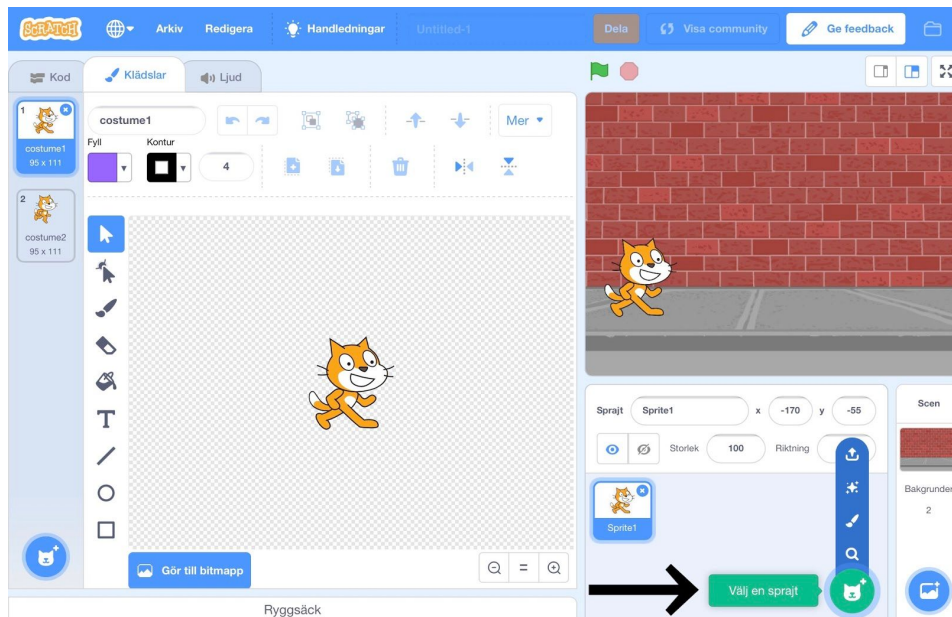 SCRATCH Arkiv Redigera Handledningar Untitled-1 Dela Visa community Ge feedback
Kod Klädslar Ljud
1
costume1
95 x 111
2
costume2
95 x 111
costume1 Mer
Fyll Kontur
4
T
Gör till bitmapp
Ryggsäck
Sprajt Sprite1 x -170 y -55
Storlek 100 Riktning
Sprite1
Välj en sprajt
Scen
Bakgrunder
2